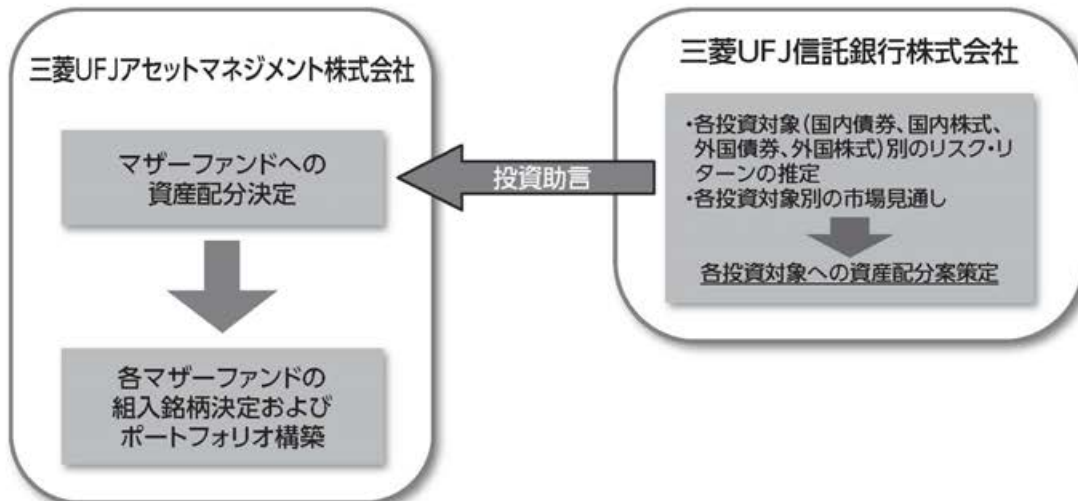 三菱UFJアセットマネジメント株式会社
マザーファンドへの
資産配分決定
各マザーファンドの
組入銘柄決定および
ポートフォリオ構築
投資助言
三菱UFJ信託銀行株式会社
・各投資対象(国内債券、国内株式、
外国債券、外国株式)別のリスク・リ
ターンの推定
・各投資対象別の市場見通し
各投資対象への資産配分案策定